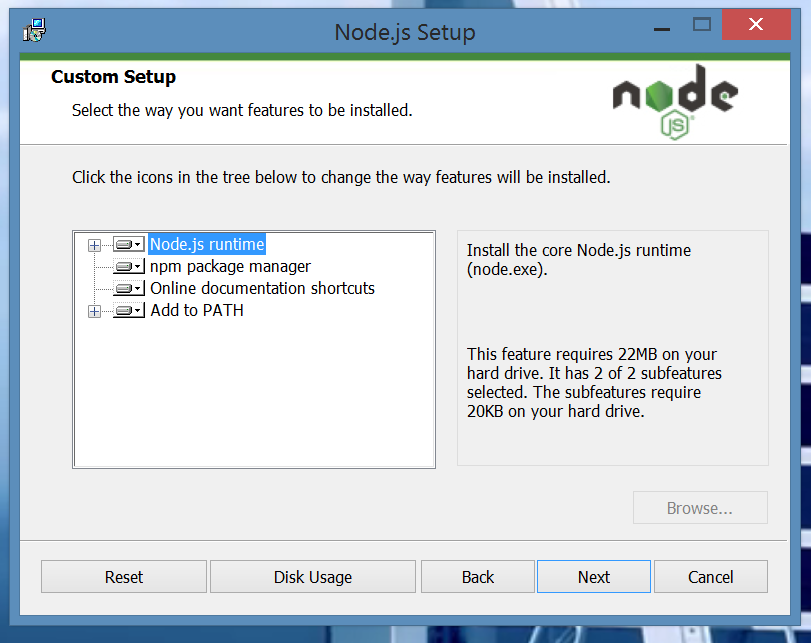 Node.js Setup
Custom Setup
Select the way you want features to be installed.
node
JS
Click the icons in the tree below to change the way features will be installed.
Node.js runtime
npm package manager
Online documentation shortcuts
Add to PATH
Install the core Node.js runtime
(node.exe).
This feature requires 22MB on your
hard drive. It has 2 of 2 subfeatures
selected. The subfeatures require
20KB on your hard drive.
Browse...
Reset
Disk Usage
Back
Next
Cancel